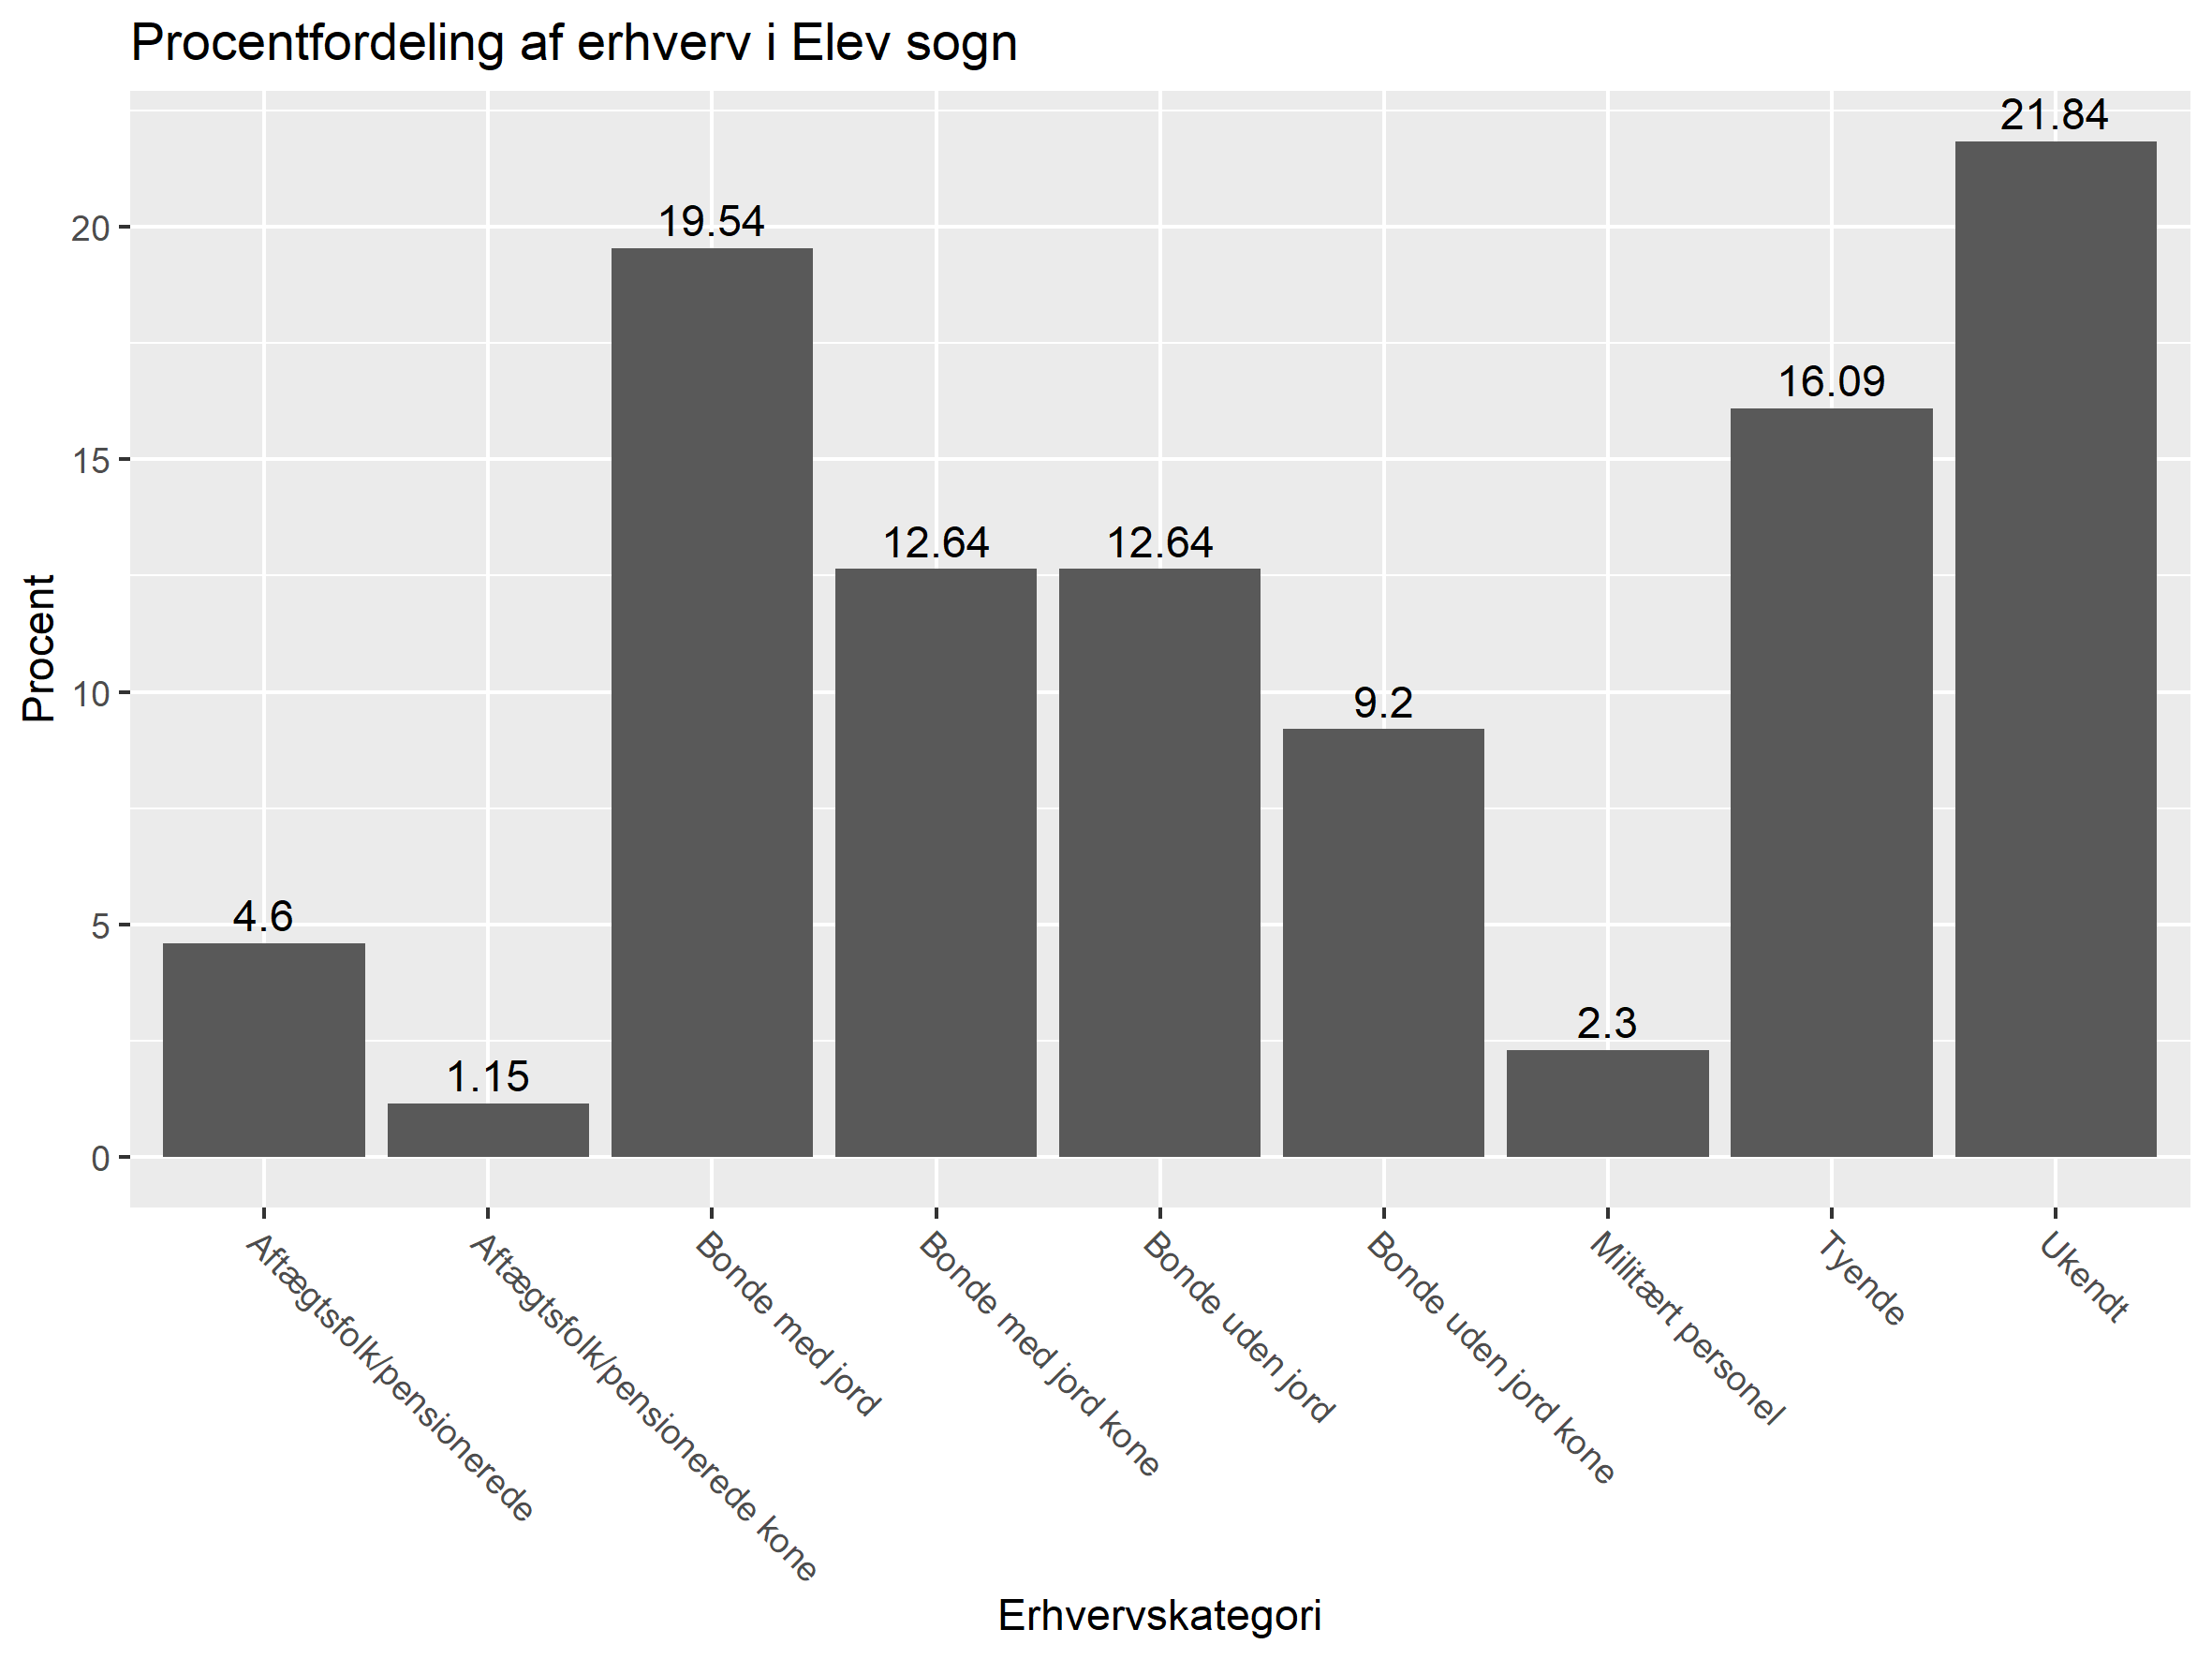 Procentfordeling af erhverv i Elev sogn
21.84
19.54
16.09
12.64
12.64
9.2
4.6
2.3
1.15
20
15
10
5
0
Procent
Aftægtsfolk/pensionerede
Aftægtsfolk/pensionerede kone
Bonde med jord
Bonde med jord kone
Bonde uden jord
Bonde uden jord kone
Militært personel
Tyende
Ukendt
Erhvervskategori